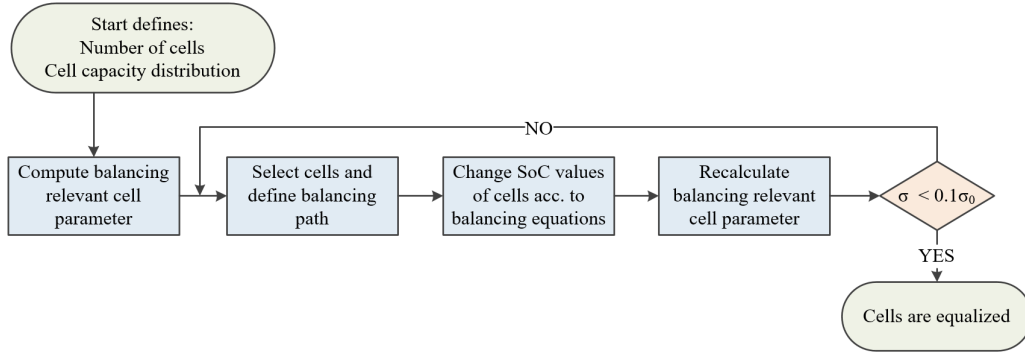 Start defines:
Number of cells
Cell capacity distribution
NO
Compute balancing
relevant cell
parameter
Select cells and
define balancing
path
Change SoC values
of cells acc. to
balancing equations
Recalculate
balancing relevant
cell parameter
σ < 0.1σ₀
YES
Cells are equalized